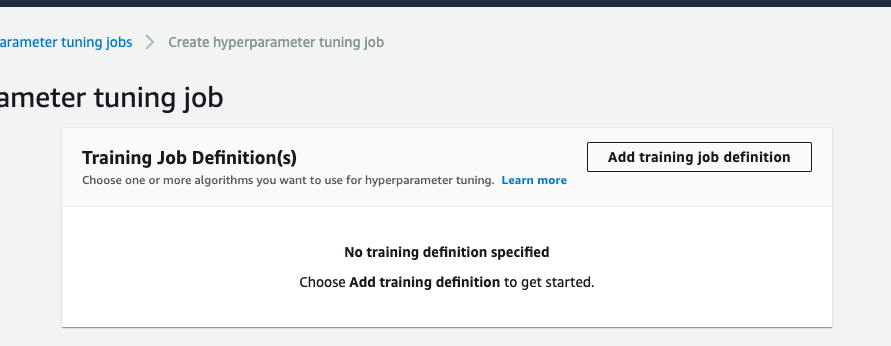 arameter tuning jobs > Create hyperparameter tuning job
ameter tuning job
Training Job Definition(s)
Add training job definition
Choose one or more algorithms you want to use for hyperparameter tuning. Learn more
No training definition specified
Choose Add training definition to get started.